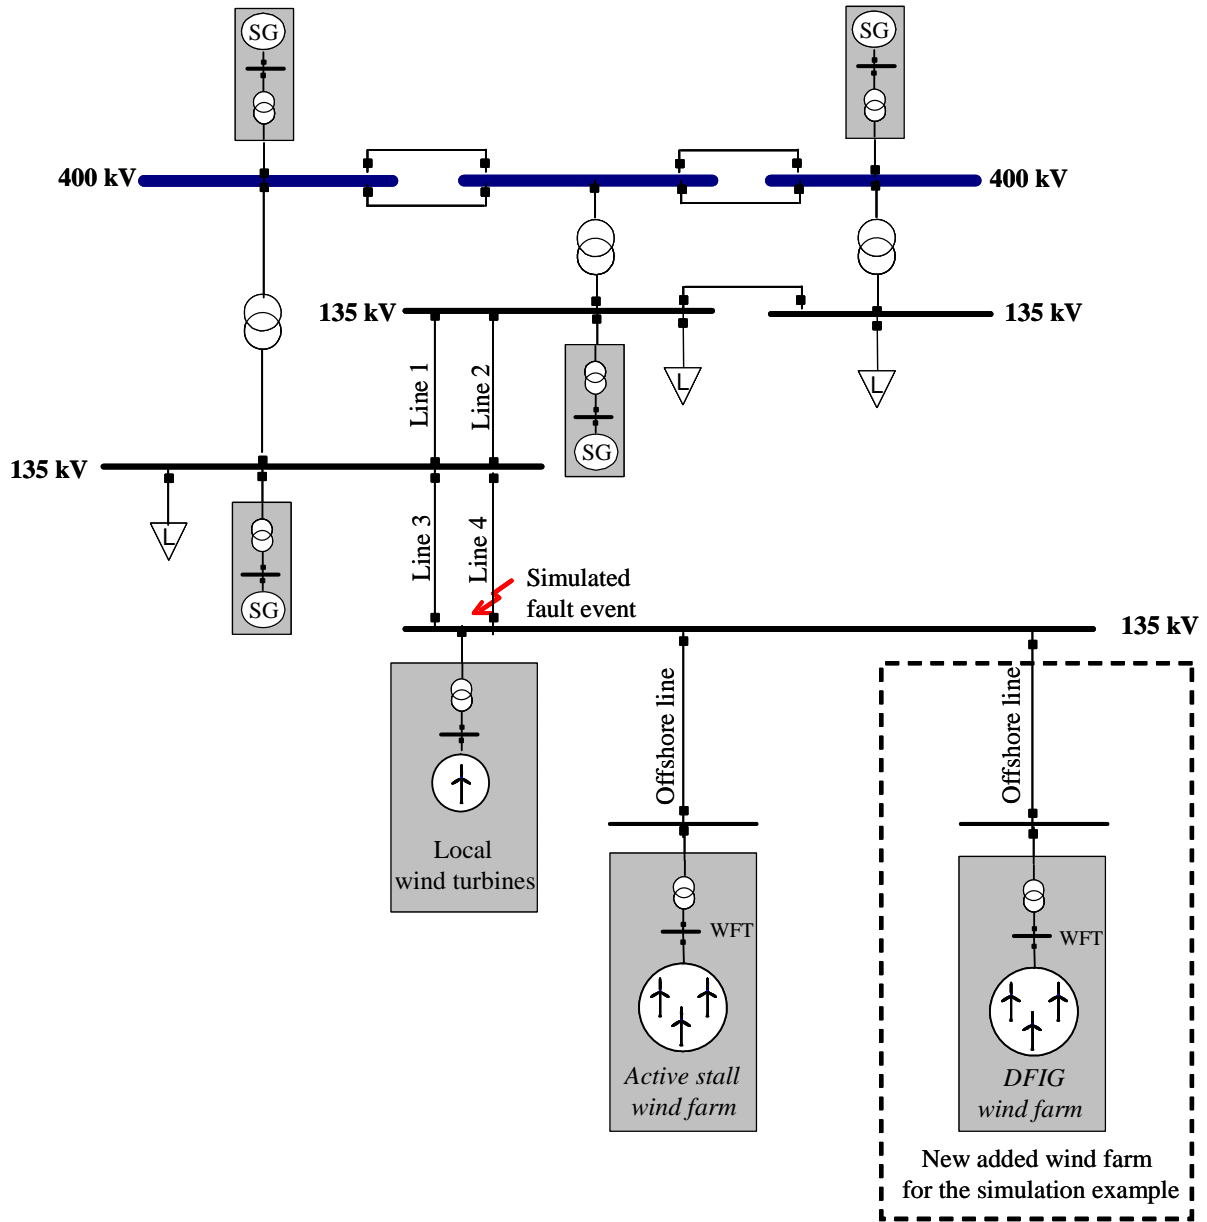 SG
SG
400 kV
400 kV
135 kV
135 kV
Line 1
Line 2
L
L
SG
135 kV
L
Line 3
Line 4
SG
Simulated
fault event
135 kV
Offshore line
Offshore line
Local
wind turbines
WFT
WFT
Active stall
wind farm
DFIG
wind farm
New added wind farm
for the simulation example